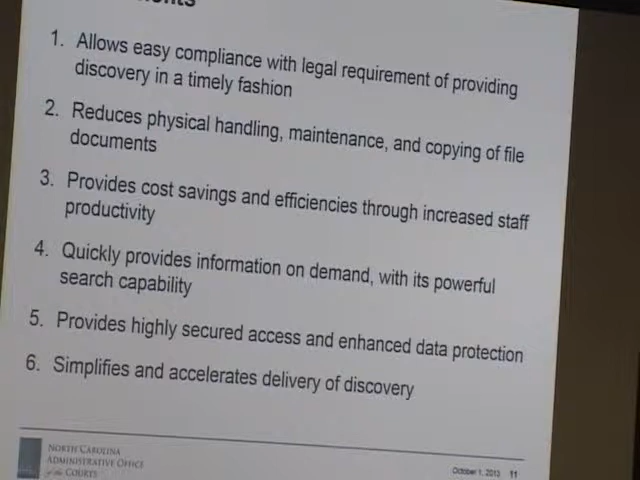 1. Allows easy compliance with legal requirement of providing
discovery in a timely fashion
2. Reduces physical handling, maintenance, and copying of file
documents
3. Provides cost savings and efficiencies through increased staff
productivity
4. Quickly provides information on demand, with its powerful
search capability
5. Provides highly secured access and enhanced data protection
6. Simplifies and accelerates delivery of discovery
NORTH CAROLINA
ADMINISTRATIVE OFFICE
of the COURTS
October 1, 2013 11